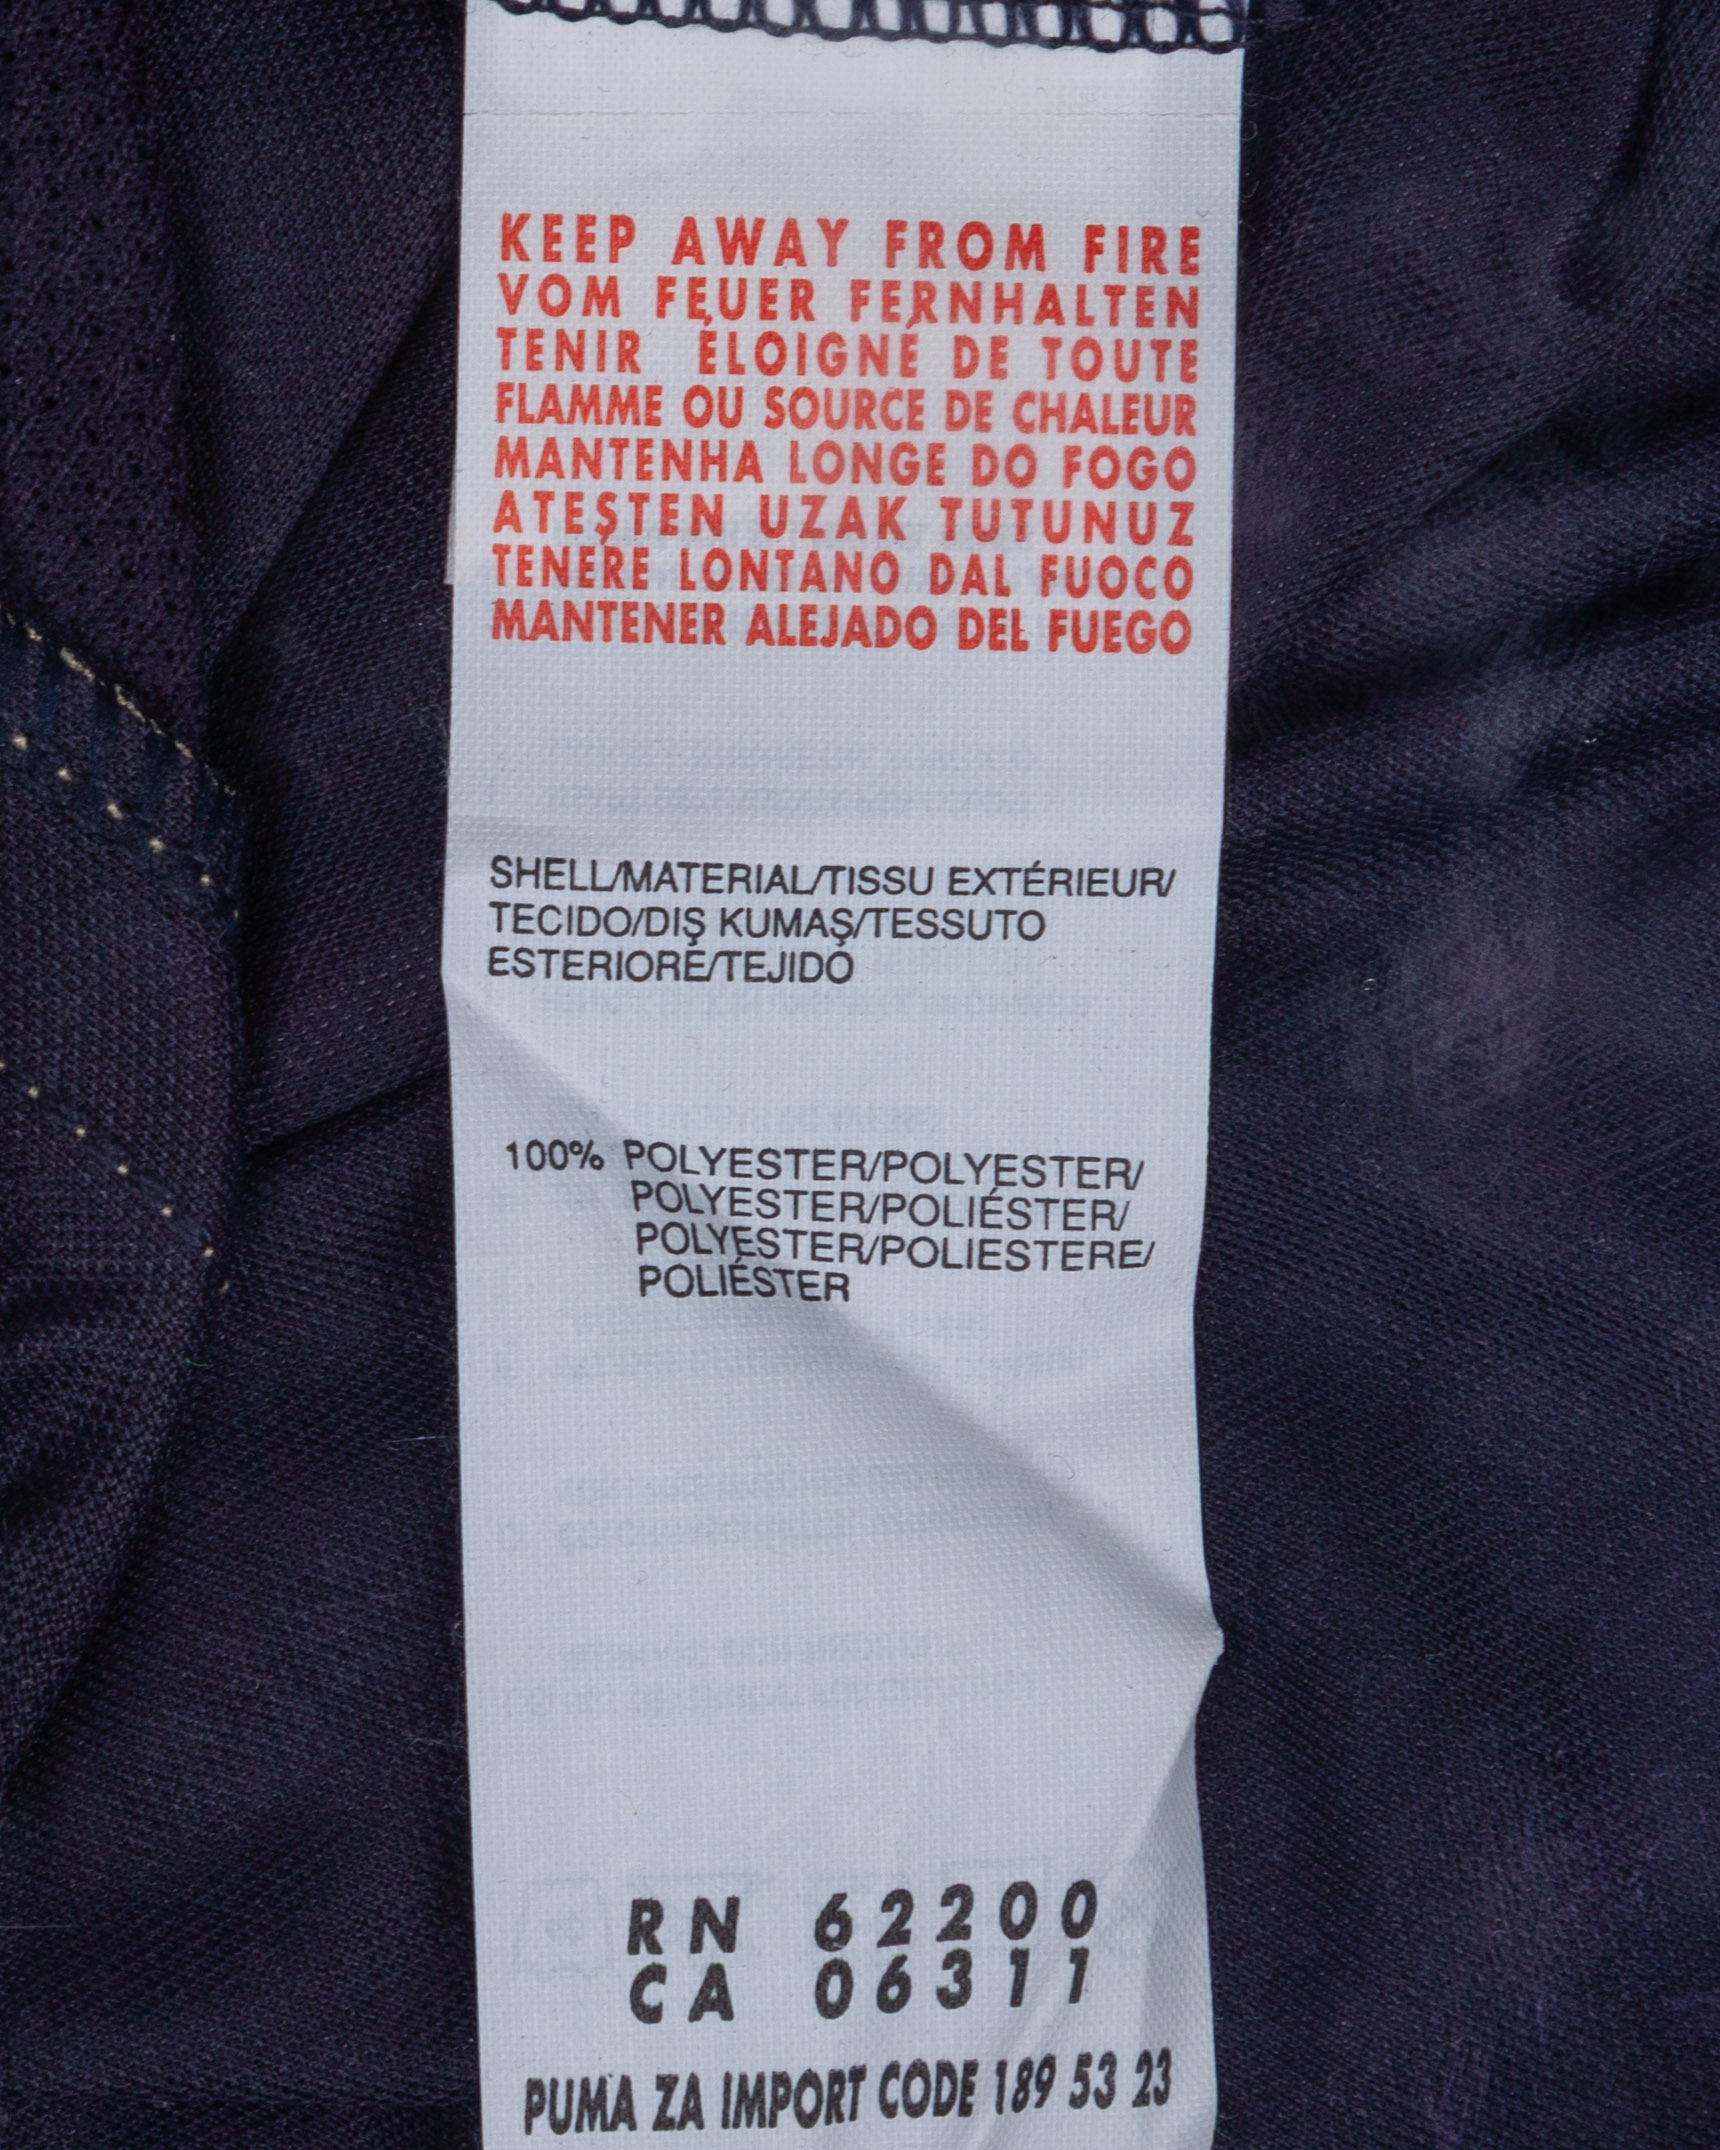 KEEP AWAY FROM FIRE
VOM FEUER FERNHALTEN
TENIR ÉLOIGNÉ DE TOUTE
FLAMME OU SOURCE DE CHALEUR
MANTENHA LONGE DO FOGO
ATEŞTEN UZAK TUTUNUZ
TENERE LONTANO DAL FUOCO
MANTENER ALEJADO DEL FUEGO
SHELL/MATERIAL/TISSU EXTÉRIEUR/
TECIDO/DIŞ KUMAŞ/TESSUTO
ESTERIORE/TEJIDO
100% POLYESTER/POLYESTER/
POLYESTER/POLIÉSTER/
POLYESTER/POLIESTERE/
POLIÉSTER
RN 62200
CA 06311
PUMA ZA IMPORT CODE 189 53 23